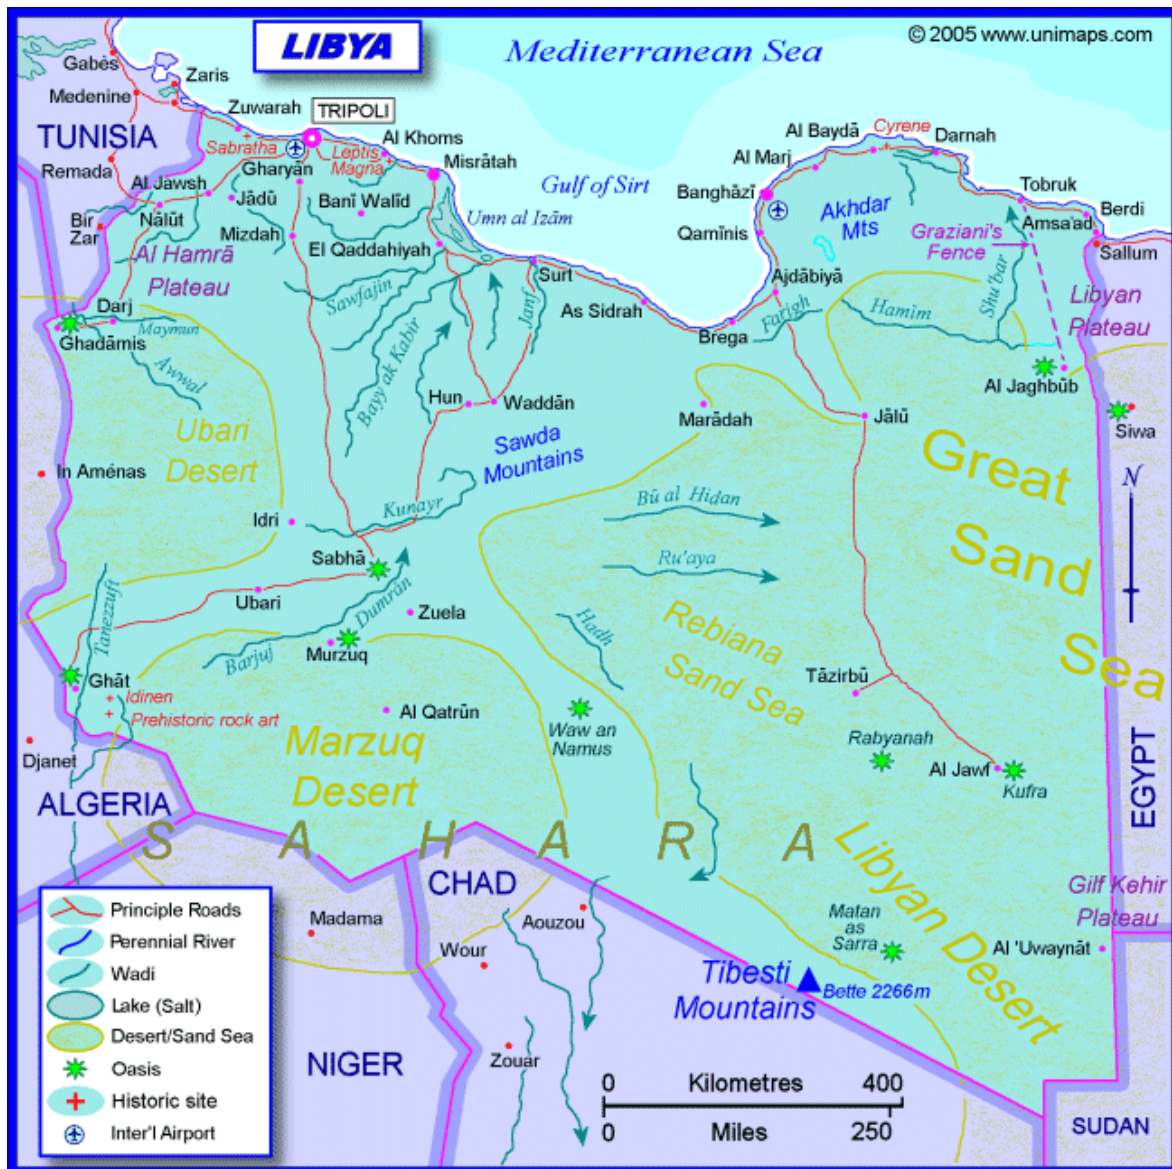 LIBYA
Mediterranean Sea
© 2005 www.unimaps.com
Gabès
Zaris
Medenine
Zuwarah
TRIPOLI
TUNISIA
Sabratha
Al Khoms
Leptis
Magna
Misrātah
Remada
Gharyān
Al Jawsh
Jādū
Banī Walīd
Gulf of Sirt
Umn al Izām
Bir
Zar
Nālūt
Mizdah
El Qaddahiyah
Al Hamrā
Plateau
Al Baydā
Cyrene
Darnah
Al Marj
Banghāzī
Tobruk
Akhdar
Mts
Amsa'ad
Berdi
Qamīnis
Graziani's
Fence
Sallum
Surt
Ajdābiyā
Sawfajin
Janf
As Sidrah
Farigh
Hamīm
Shu'bar
Libyan
Plateau
Darj
Maymun
Ghadāmis
Brega
Awwal
Bayy ak Kabir
Al Jaghbūb
Hun
Waddān
Marādah
Jālū
Siwa
Ubari
Desert
Sawda
Mountains
Great
Sand
Sea
N
In Aménas
Kunayr
Bū al Hidan
Idri
Sabhā
Ru'aya
Tanezzuft
Ubari
Dumrān
Zuela
Hadh
Rebiana
Sand Sea
Barjuj
Murzuq
Ghāt
Tāzirbū
Idinen
Prehistoric rock art
Al Qatrūn
Waw an
Namus
Rabyanah
Djanet
Marzuq
Desert
Al Jawf
Kufra
ALGERIA
EGYPT
SAHARA
Libyan Desert
CHAD
Gilf Kehir
Plateau
Madama
Aouzou
Matan
as
Sarra
Wour
Al 'Uwaynāt
Tibesti
Mountains
Bette 2266m
Zouar
NIGER
SUDAN
Principle Roads
Perennial River
Wadi
Lake (Salt)
Desert/Sand Sea
Oasis
Historic site
Inter'l Airport
0 Kilometres 400
0 Miles 250